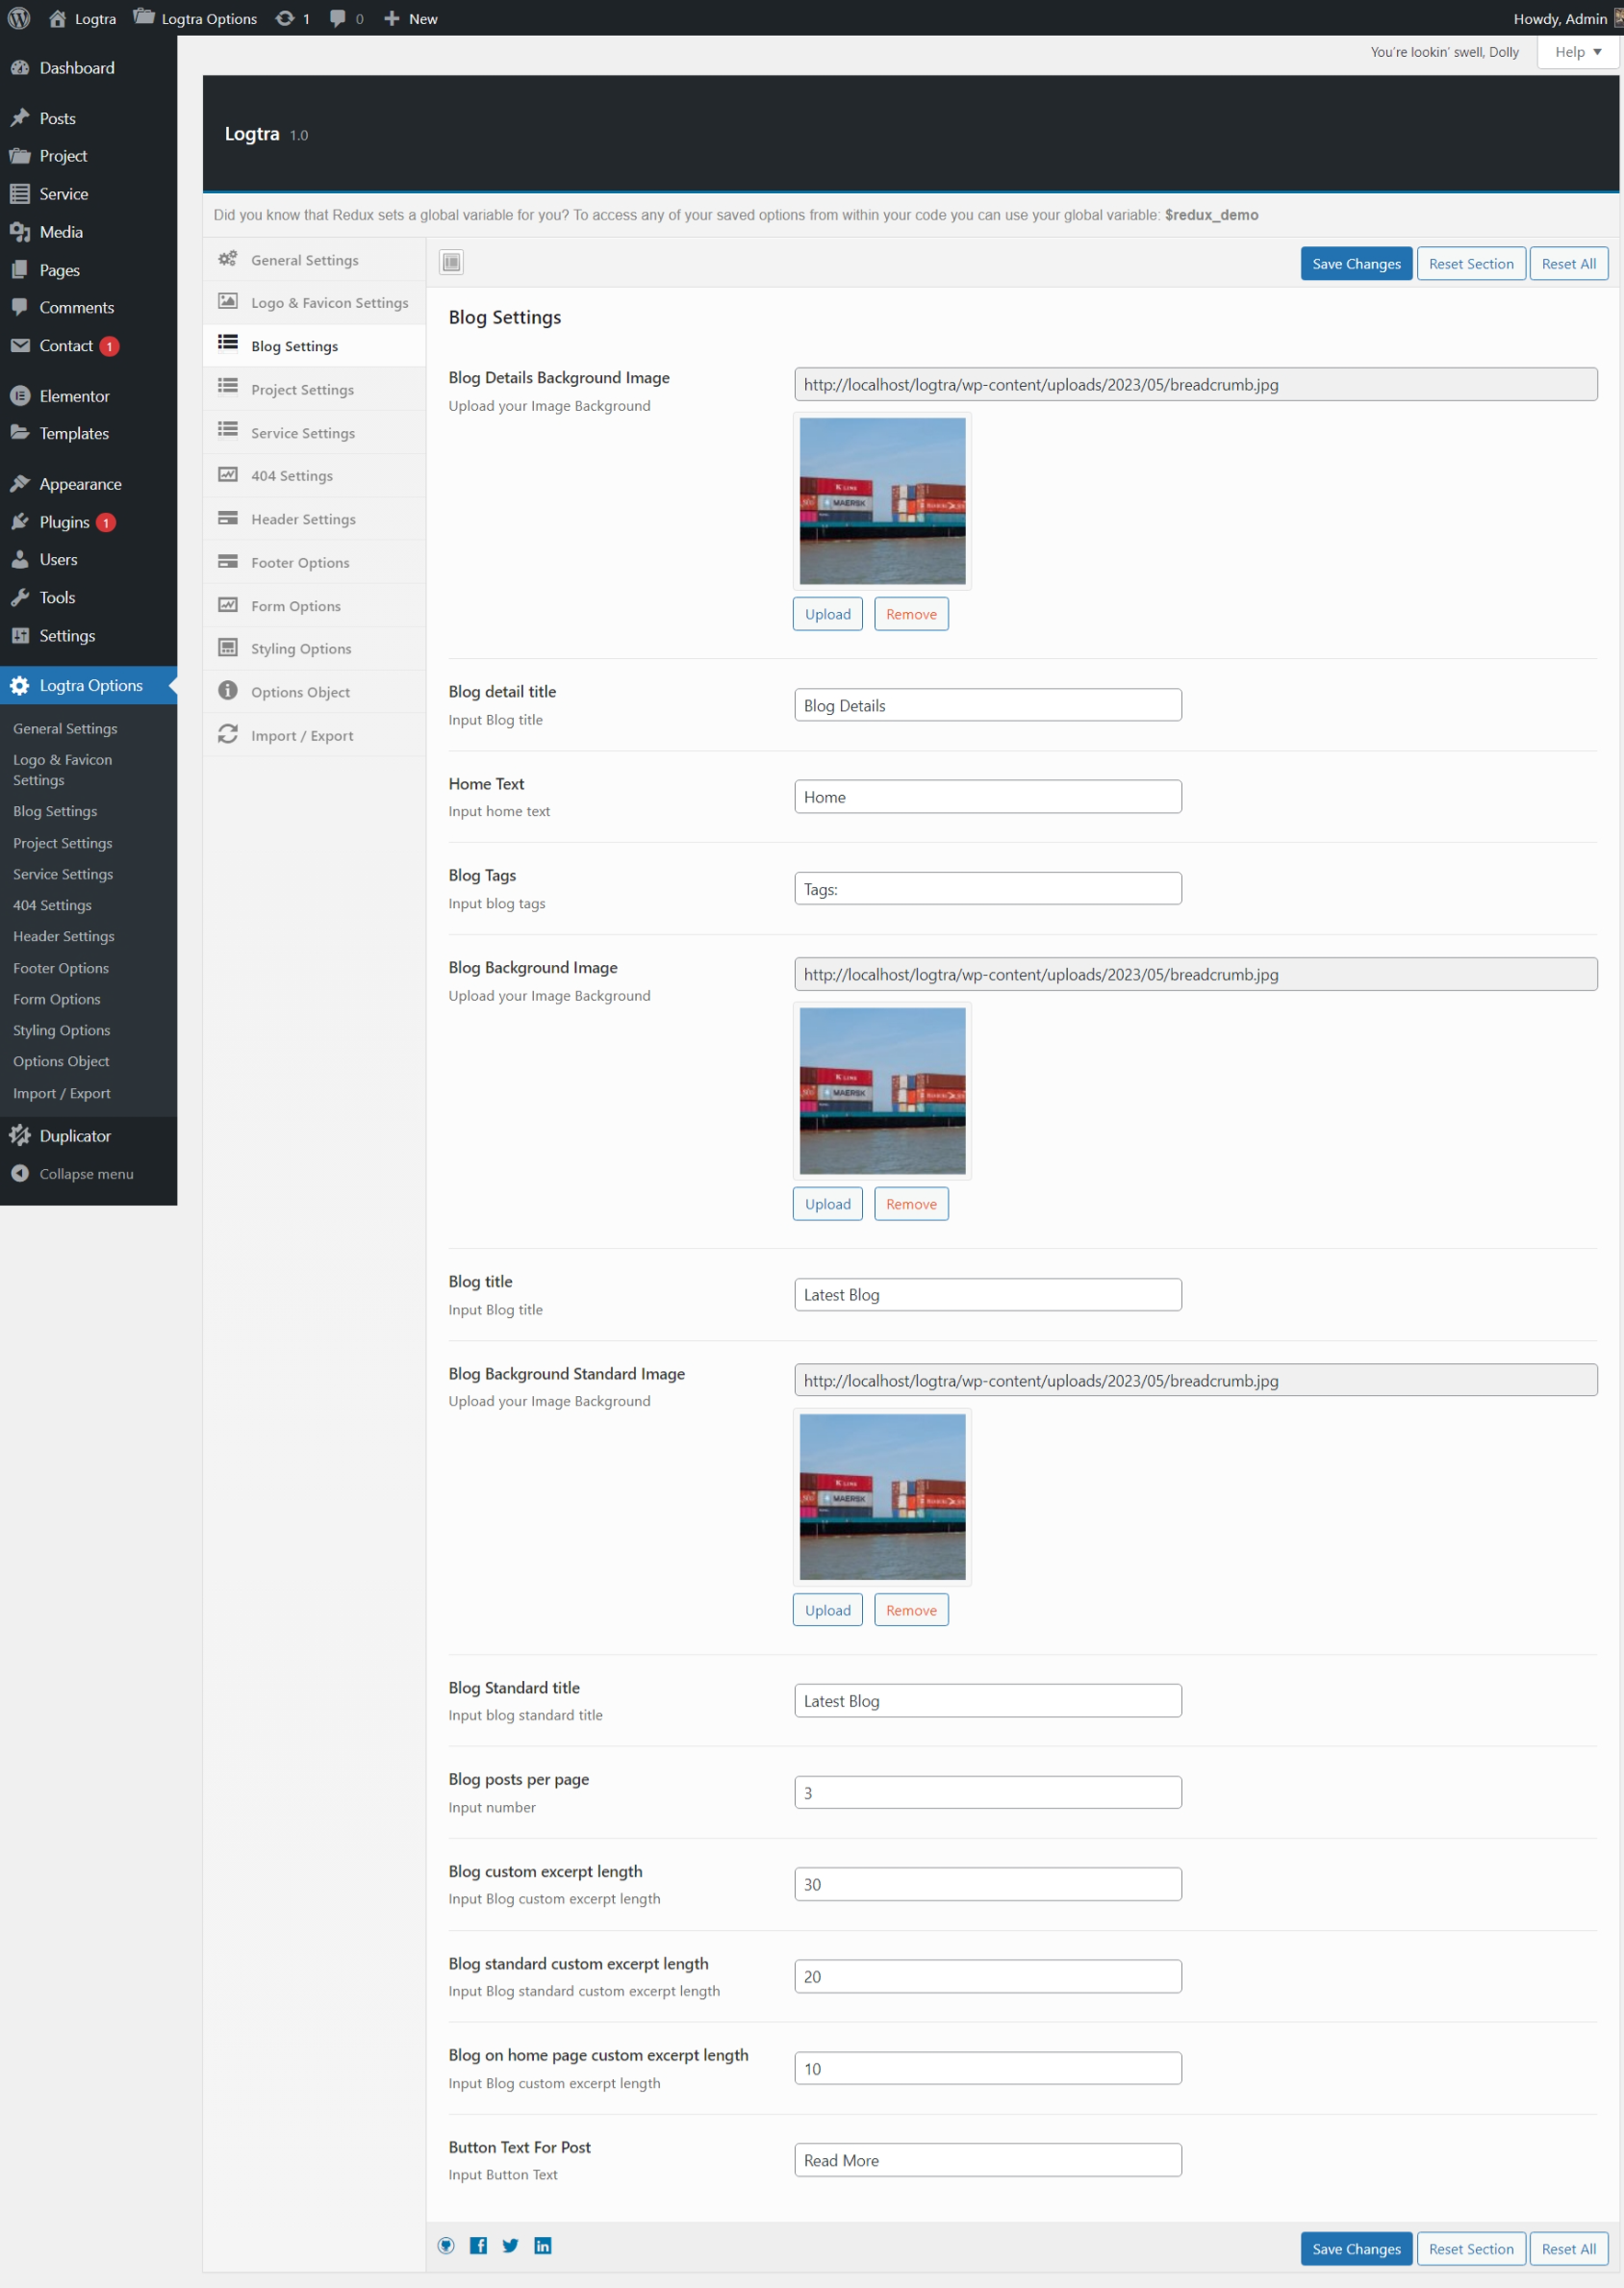 Logtra
Logtra Options
1
0
New
Howdy, Admin
You're lookin' swell, Dolly
Help
Dashboard
Posts
Project
Service
Media
Pages
Comments
Contact 1
Elementor
Templates
Appearance
Plugins 1
Users
Tools
Settings
Logtra Options
General Settings
Logo & Favicon
Settings
Blog Settings
Project Settings
Service Settings
404 Settings
Header Settings
Footer Options
Form Options
Styling Options
Options Object
Import / Export
Duplicator
Collapse menu
Logtra 1.0
Did you know that Redux sets a global variable for you? To access any of your saved options from within your code you can use your global variable: $redux_demo
General Settings
Logo & Favicon Settings
Blog Settings
Project Settings
Service Settings
404 Settings
Header Settings
Footer Options
Form Options
Styling Options
Options Object
Import / Export
Save Changes
Reset Section
Reset All
Blog Settings
Blog Details Background Image
Upload your Image Background
http://localhost/logtra/wp-content/uploads/2023/05/breadcrumb.jpg
K LINE
MAERSK
Upload
Remove
Blog detail title
Input Blog title
Blog Details
Home Text
Input home text
Home
Blog Tags
Input blog tags
Tags:
Blog Background Image
Upload your Image Background
http://localhost/logtra/wp-content/uploads/2023/05/breadcrumb.jpg
K LINE
MAERSK
Upload
Remove
Blog title
Input Blog title
Latest Blog
Blog Background Standard Image
Upload your Image Background
http://localhost/logtra/wp-content/uploads/2023/05/breadcrumb.jpg
K LINE
MAERSK
Upload
Remove
Blog Standard title
Input blog standard title
Latest Blog
Blog posts per page
Input number
3
Blog custom excerpt length
Input Blog custom excerpt length
30
Blog standard custom excerpt length
Input Blog standard custom excerpt length
20
Blog on home page custom excerpt length
Input Blog custom excerpt length
10
Button Text For Post
Input Button Text
Read More
Save Changes
Reset Section
Reset All